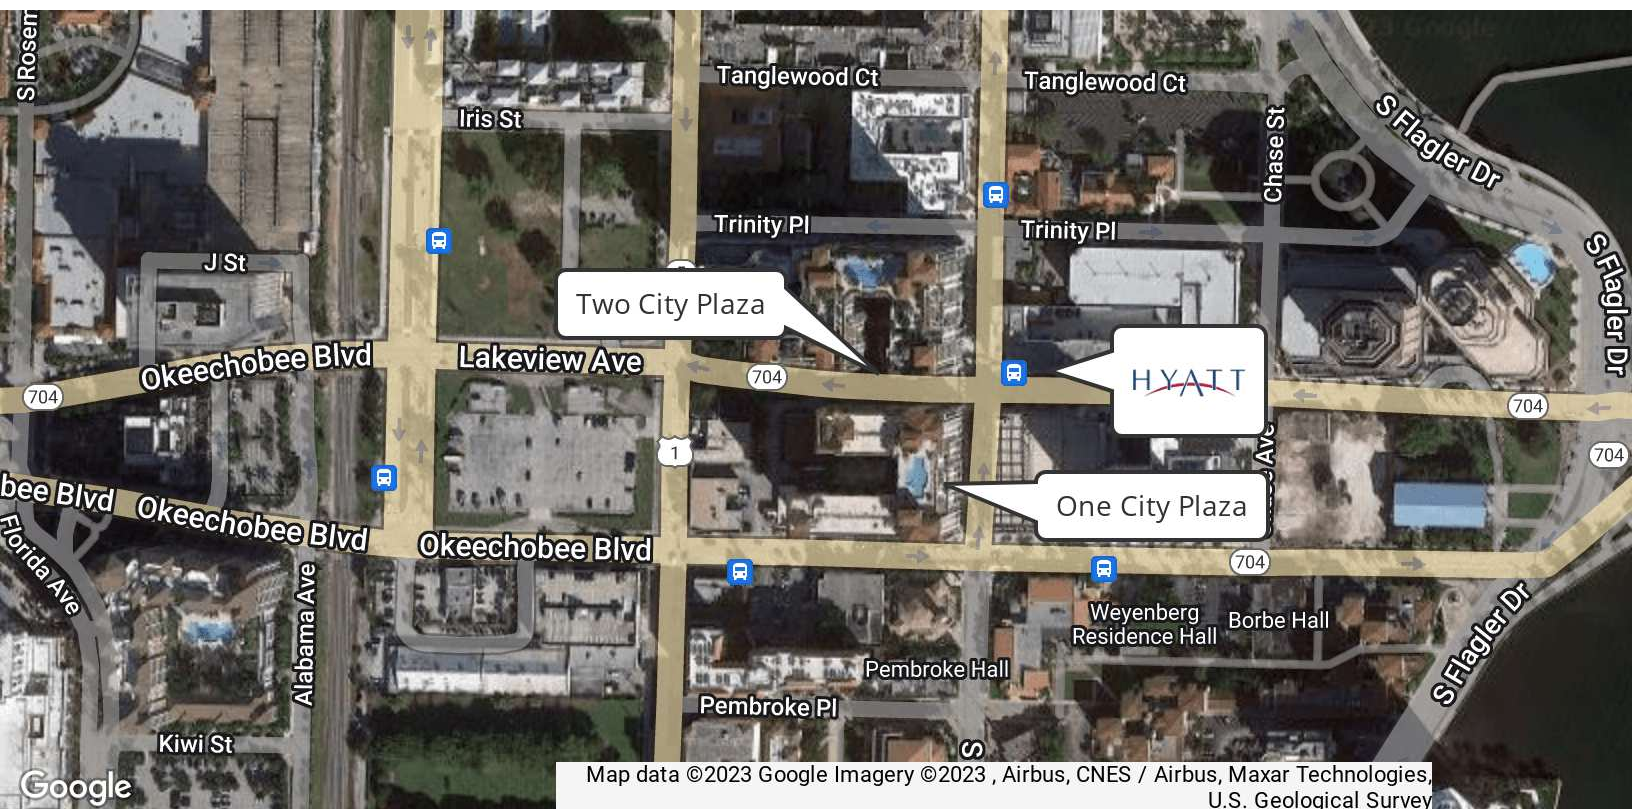 S Rosem
Tanglewood Ct
Tanglewood Ct
S Flagler Dr
Iris St
Chase St
Trinity Pl
Trinity Pl
S Flagler Dr
J St
Two City Plaza
Okeechobee Blvd
Lakeview Ave
704
HYATT
704
704
704
1
Ave
bee Blvd
Okeechobee Blvd
One City Plaza
Okeechobee Blvd
704
Florida Ave
Alabama Ave
Weyenberg
Residence Hall
Borbe Hall
S Flagler Dr
Pembroke Hall
Pembroke Pl
Kiwi St
S
Google
Map data ©2023 Google Imagery ©2023 , Airbus, CNES / Airbus, Maxar Technologies,
U.S. Geological Survey